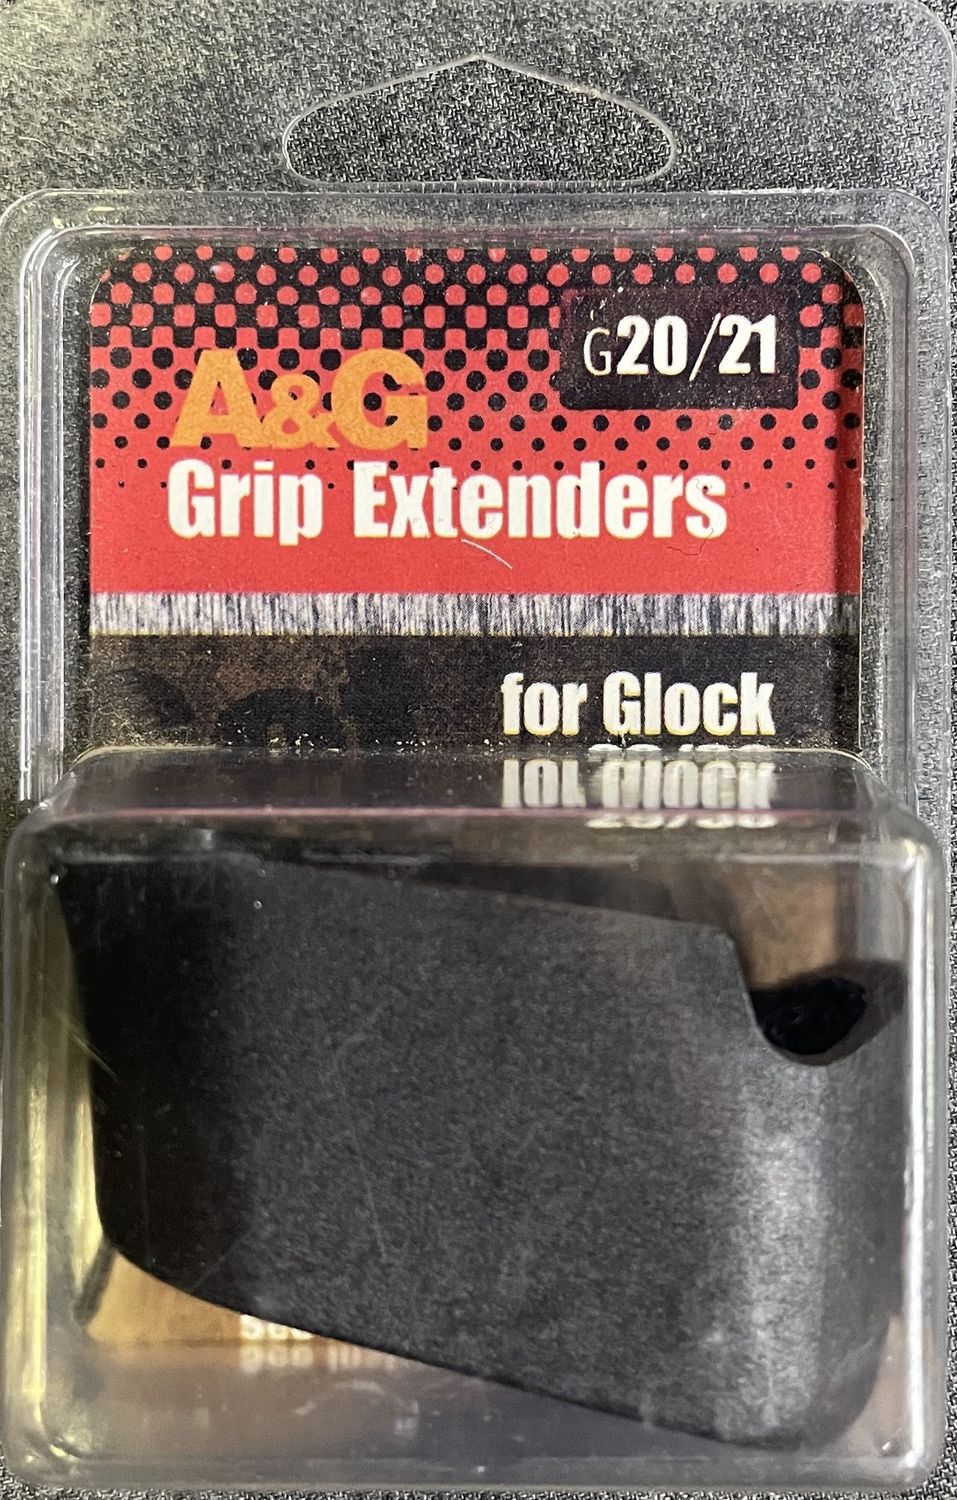 G20/21
A&G
Grip Extenders
for Glock